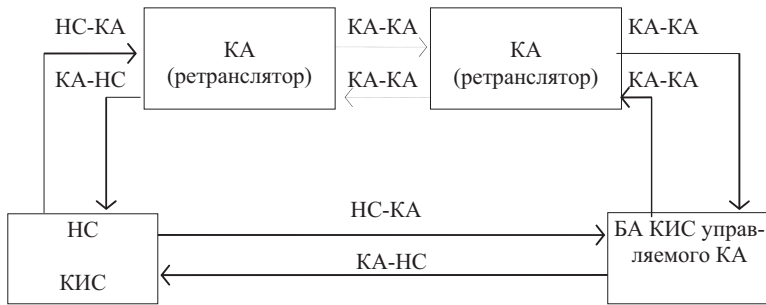 НС-КА
КА
(ретранслятор)
КА-КА
КА
(ретранслятор)
КА-КА
КА-НС
КА-КА
КА-КА
НС
КИС
НС-КА
КА-НС
БА КИС управ-
ляемого КА